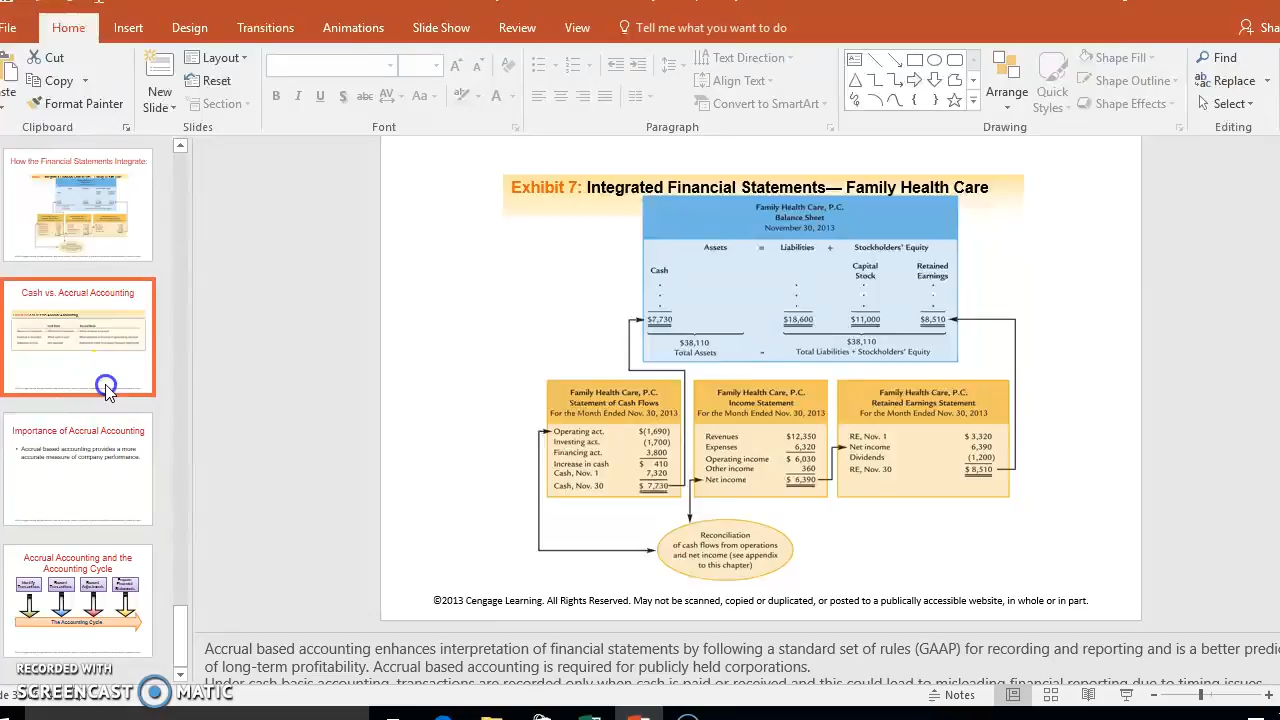 File Home Insert Design Transitions Animations Slide Show Review View Tell me what you want to do
Cut Layout Text Direction Shape Fill Find
Copy New Slide Reset Align Text Arrange Quick Styles Shape Outline Replace
Format Painter Section Convert to SmartArt Shape Effects Select
Clipboard Slides Font Paragraph Drawing Editing
How the Financial Statements Integrate:
Cash vs. Accrual Accounting
Importance of Accrual Accounting
• Accrual based accounting provides a more
accurate measure of company performance.
Accrual Accounting and the
Accounting Cycle
The Accounting Cycle
Exhibit 7: Integrated Financial Statements— Family Health Care
Family Health Care, P.C.
Balance Sheet
November 30, 2013
Assets = Liabilities + Stockholders' Equity
Cash Capital Stock Retained Earnings
$7,730 $18,600 $11,000 $8,510
$38,110 $38,110
Total Assets = Total Liabilities + Stockholders' Equity
Family Health Care, P.C.
Statement of Cash Flows
For the Month Ended Nov. 30, 2013
Operating act. $(1,690)
Investing act. (1,700)
Financing act. 3,800
Increase in cash $ 410
Cash, Nov. 1 7,320
Cash, Nov. 30 $ 7,730
Family Health Care, P.C.
Income Statement
For the Month Ended Nov. 30, 2013
Revenues $12,350
Expenses 6,320
Operating income $ 6,030
Other income 360
Net income $ 6,390
Family Health Care, P.C.
Retained Earnings Statement
For the Month Ended Nov. 30, 2013
RE, Nov. 1 $ 3,320
Net income 6,390
Dividends (1,200)
RE, Nov. 30 $ 8,510
Reconciliation
of cash flows from operations
and net income (see appendix
to this chapter)
©2013 Cengage Learning. All Rights Reserved. May not be scanned, copied or duplicated, or posted to a publically accessible website, in whole or in part.
Accrual based accounting enhances interpretation of financial statements by following a standard set of rules (GAAP) for recording and reporting and is a better predi
of long-term profitability. Accrual based accounting is required for publicly held corporations.
Under cash basis accounting, transactions are recorded only when cash is paid or received and this could lead to misleading financial reporting due to timing issues
RECORDED WITH
SCREENCAST MATIC
Notes